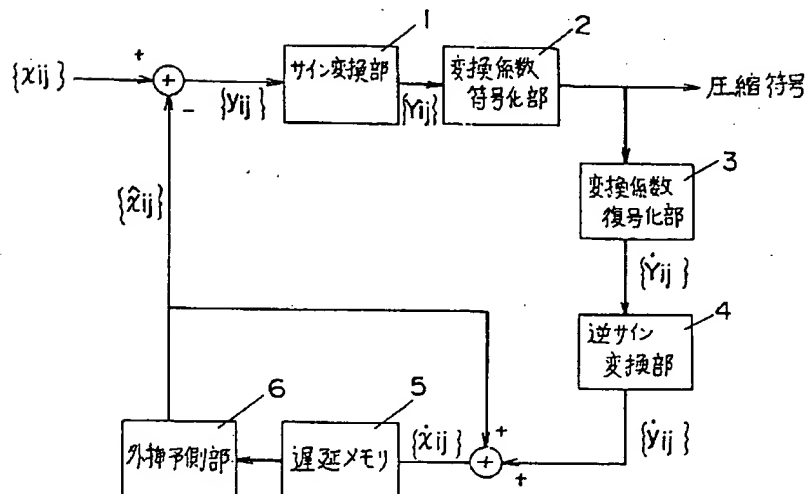 1
2
{xij}
+
+
-
{yij}
サイン変換部
{Yij}
変換係数
符号化部
圧縮符号
3
変換係数
復号化部
{x̂ij}
{Ẏij}
4
逆サイン
変換部
6
5
外挿予測部
遅延メモリ
{ẋij}
+
+
+
{ẏij}